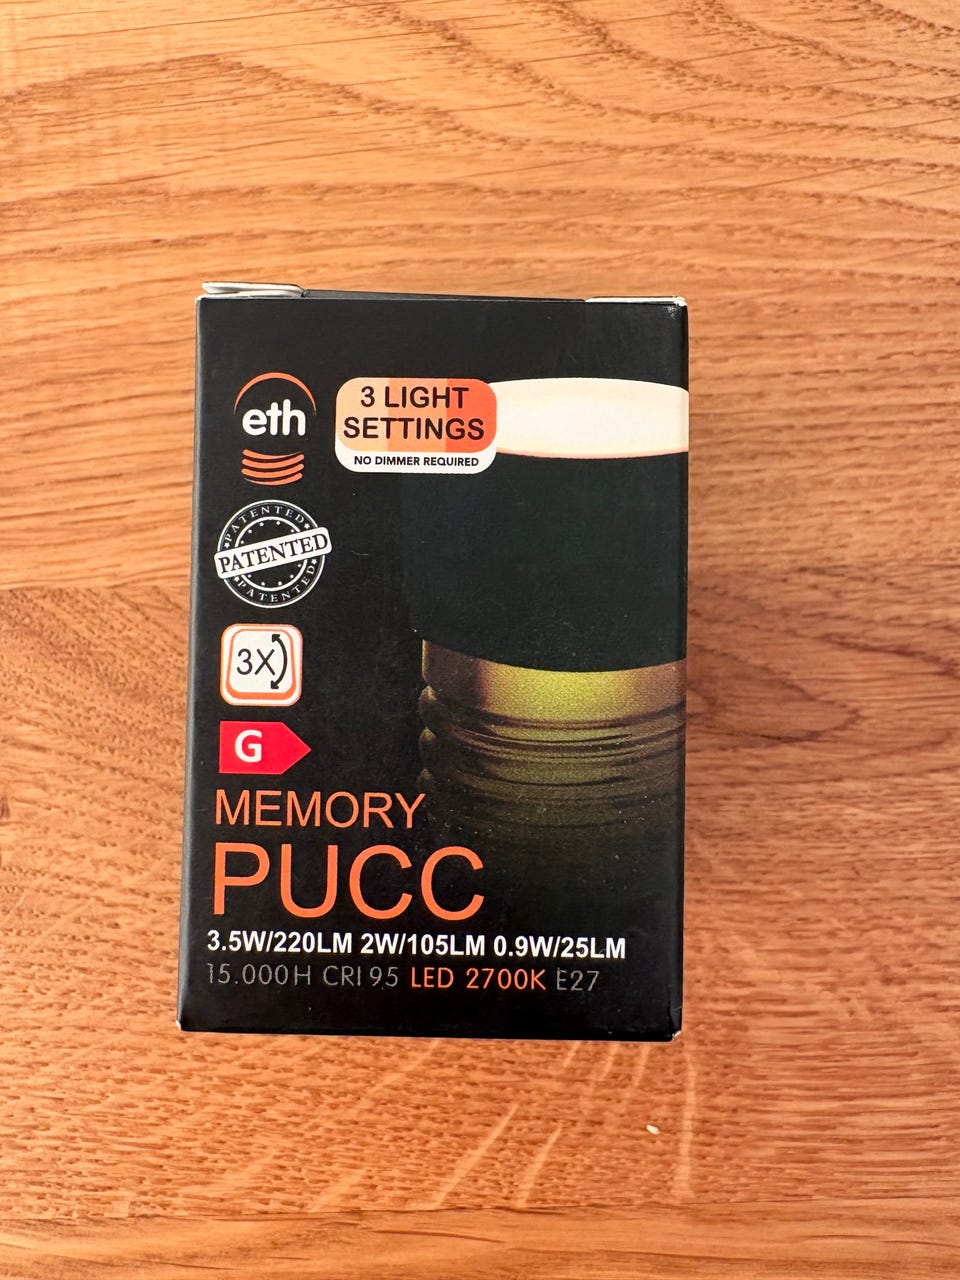 eth
3 LIGHT
SETTINGS
NO DIMMER REQUIRED
PATENTED
PATENTED
PATENTED
3X
G
MEMORY
PUCC
3.5W/220LM 2W/105LM 0.9W/25LM
15.000H CRI 95 LED 2700K E27